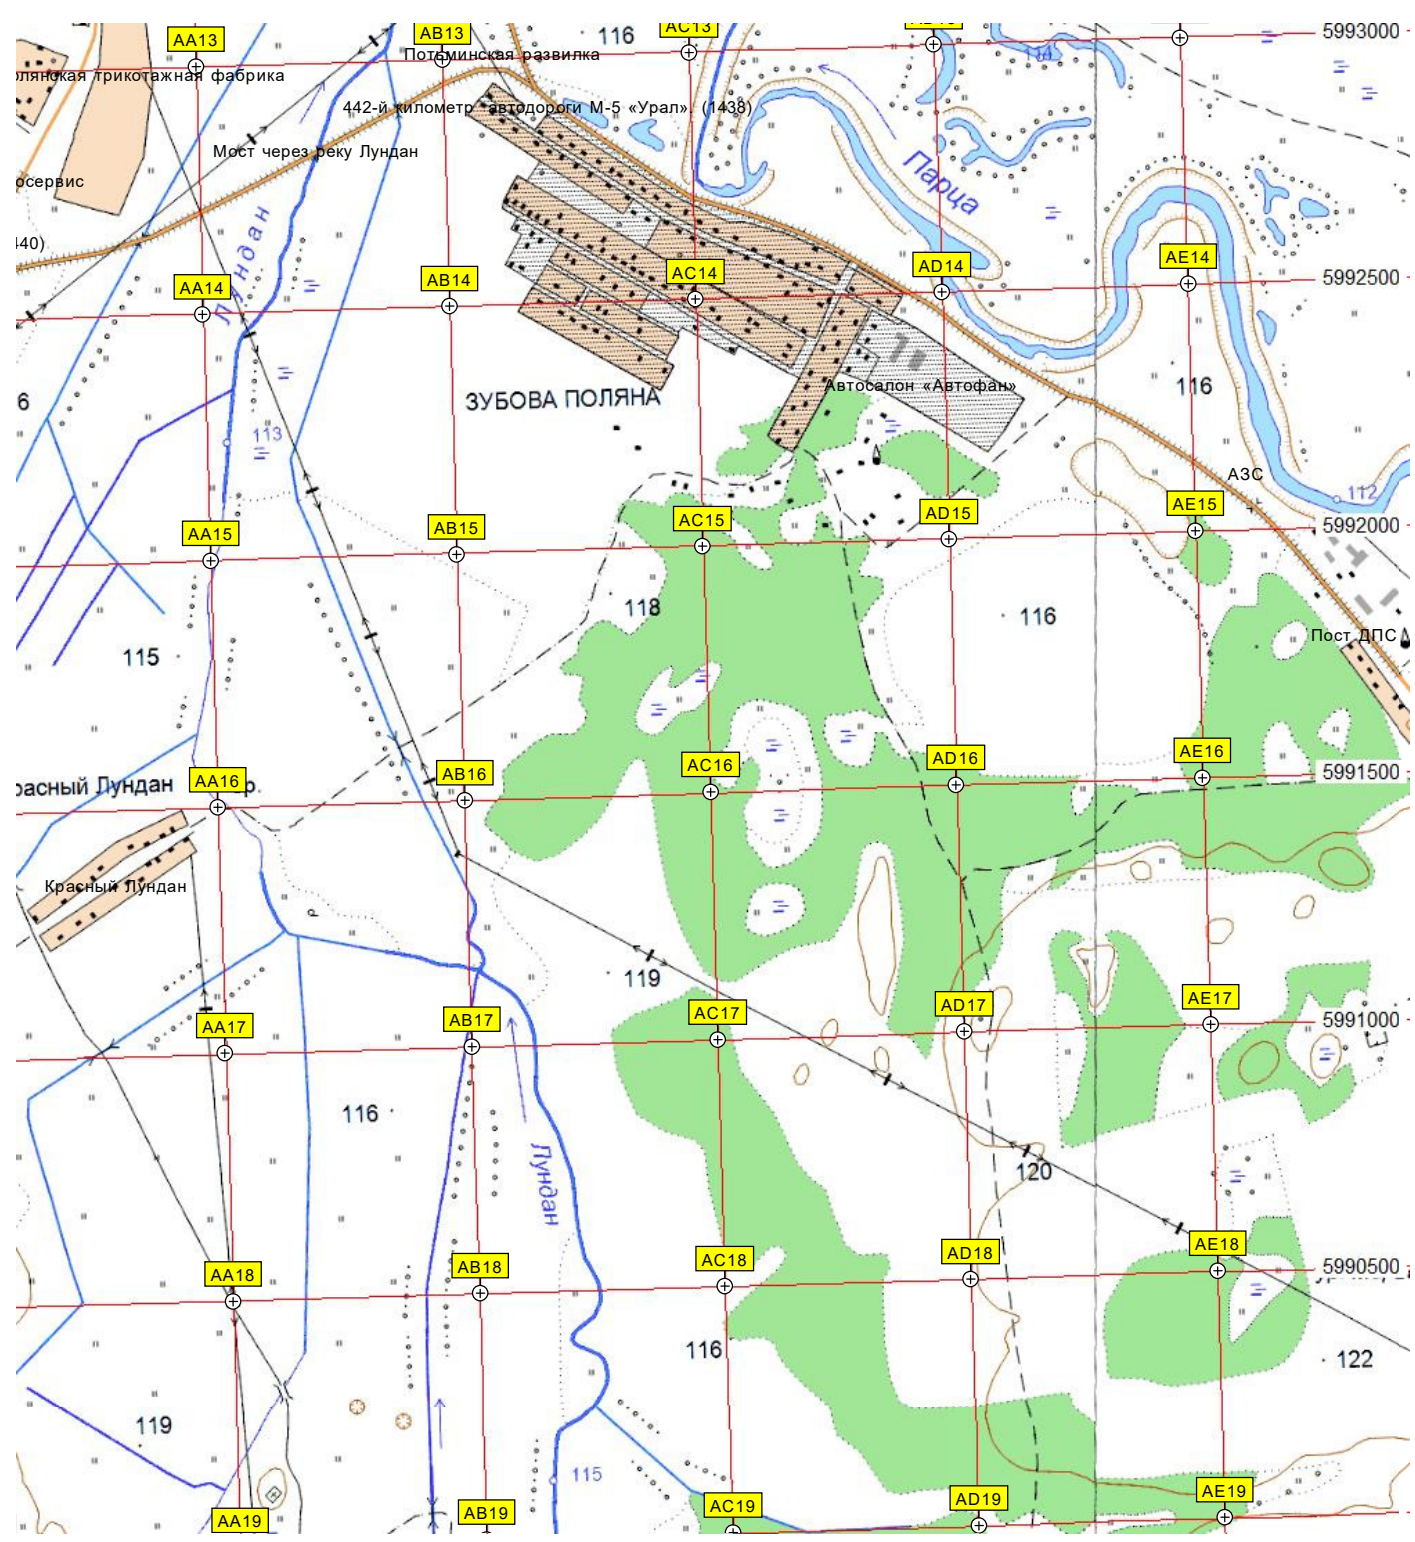 AA13
AB13
116
AC13
5993000
Потьминская развилка
олянская трикотажная фабрика
442-й километр автодороги М-5 «Урал» (1438)
Мост через реку Лундан
осервис
Парца
Лундан
440)
AA14
AB14
AC14
AD14
AE14
5992500
ЗУБОВА ПОЛЯНА
Автосалон «Автофан»
116
6
113
АЗС
112
AA15
AB15
AC15
AD15
AE15
5992000
118
116
Пост ДПС
115
AA16
AB16
AC16
AD16
AE16
5991500
расный Лундан
р.
Красный Лундан
119
AA17
AB17
AC17
AD17
AE17
5991000
116
Лундан
120
AA18
AB18
AC18
AD18
AE18
5990500
116
122
119
115
AA19
AB19
AC19
AD19
AE19